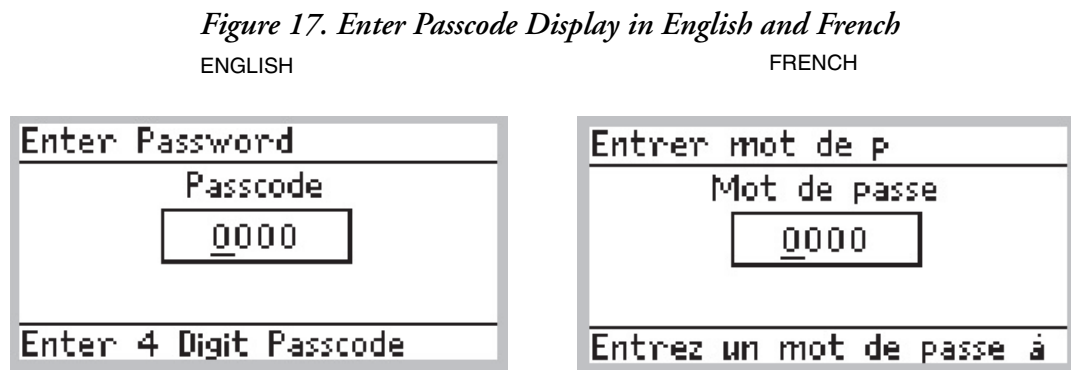 Figure 17. Enter Passcode Display in English and French
ENGLISH
Enter Password
Passcode
0000
Enter 4 Digit Passcode
FRENCH
Entrer mot de p
Mot de passe
0000
Entrez un mot de passe à